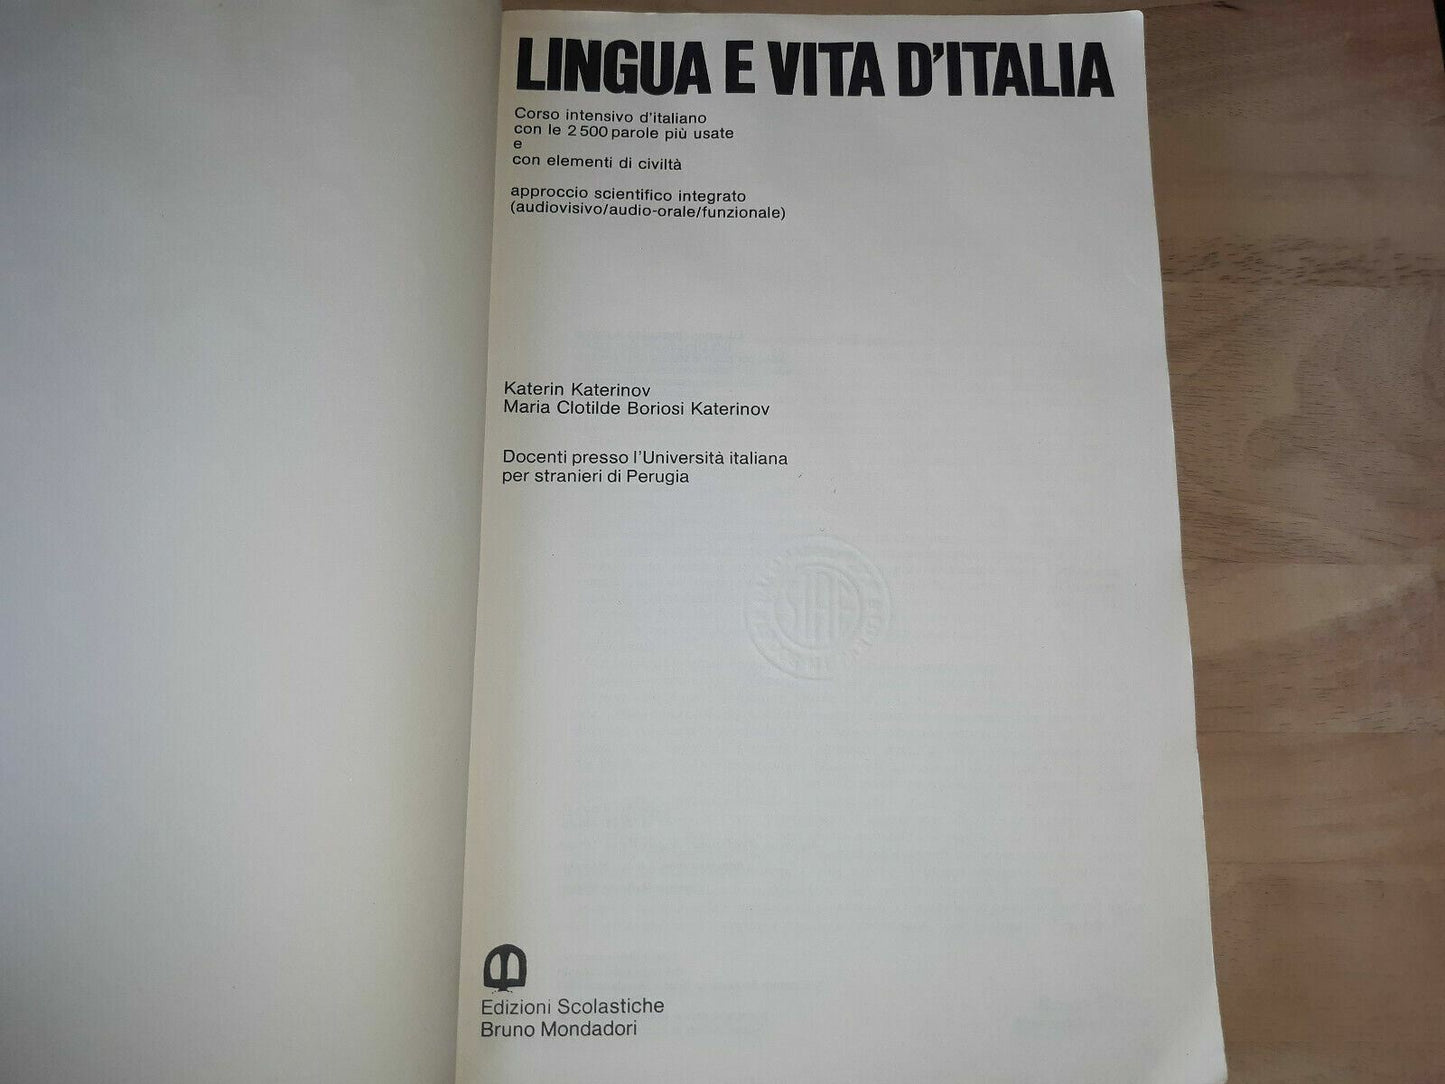 LINGUA E VITA D'ITALIA
Corso intensivo d'italiano
con le 2500 parole più usate
e
con elementi di civiltà
approccio scientifico integrato
(audiovisivo/audio-orale/funzionale)
Katerin Katerinov
Maria Clotilde Boriosi Katerinov
Docenti presso l'Università italiana
per stranieri di Perugia
Edizioni Scolastiche
Bruno Mondadori